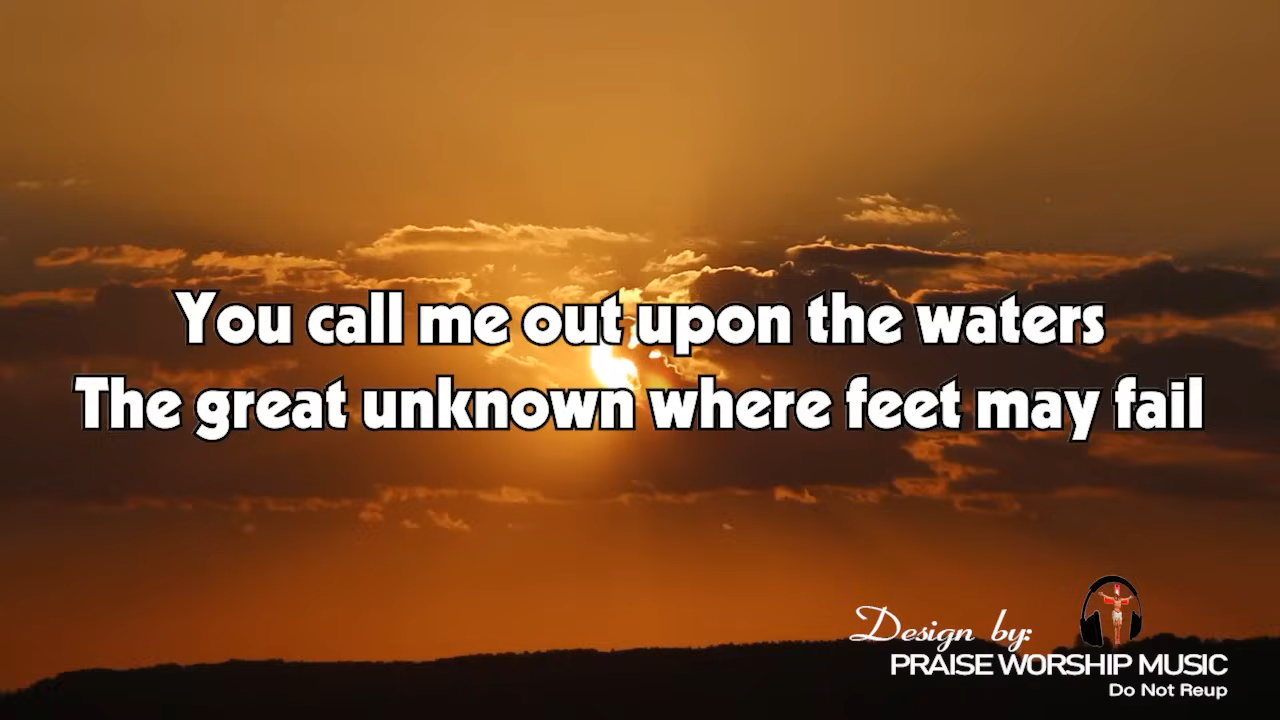 You call me out upon the waters
The great unknown where feet may fail
Design by:
PRAISE WORSHIP MUSIC
Do Not Reup